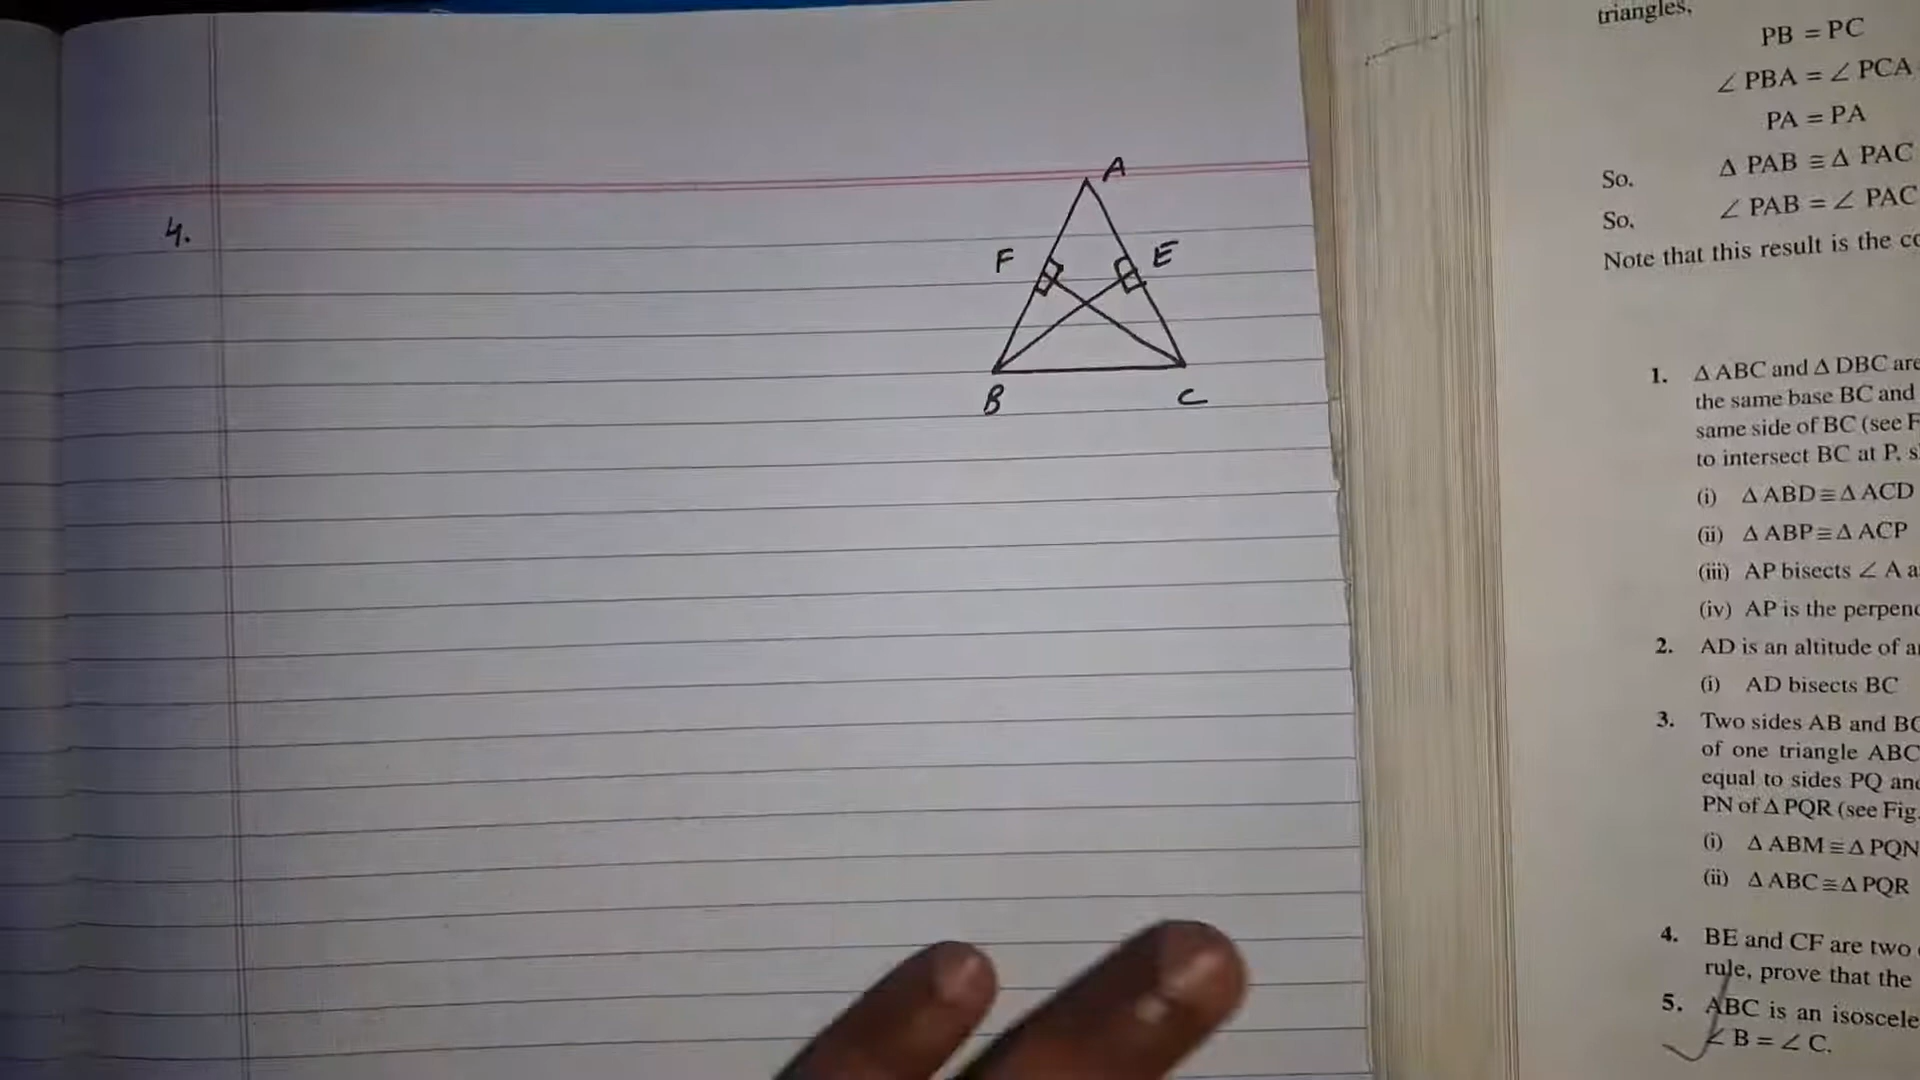 4.
A
F
E
B
C
triangles,
PB = PC
∠ PBA = ∠ PCA
PA = PA
So, Δ PAB ≅ Δ PAC
So, ∠ PAB = ∠ PAC
Note that this result is the
1. Δ ABC and Δ DBC are
the same base BC and
same side of BC (see
to intersect BC at P,
(i) Δ ABD ≅ Δ ACD
(ii) Δ ABP ≅ Δ ACP
(iii) AP bisects ∠ A
(iv) AP is the
2. AD is an altitude of
(i) AD bisects BC
3. Two sides AB and
of one triangle ABC
equal to sides PQ
PN of Δ PQR (see Fig.
(i) Δ ABM ≅ Δ PQN
(ii) Δ ABC ≅ Δ PQR
4. BE and CF are two
rule, prove that the
5. ABC is an
∠ B = ∠ C.